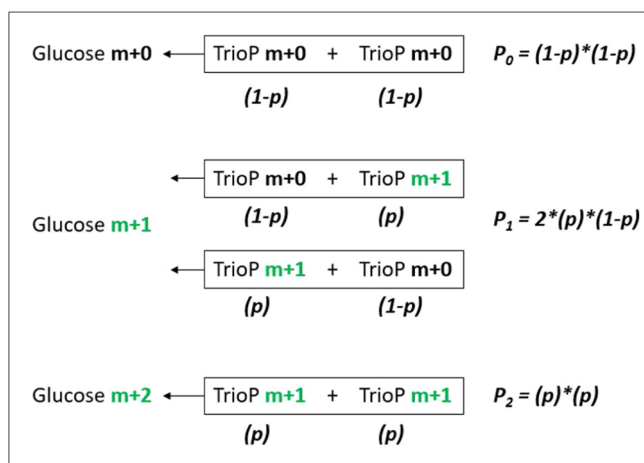 Glucose m+0 TrioP m+0 + TrioP m+0 P0 = (1-p)*(1-p)
(1-p) (1-p)
TrioP m+0 + TrioP m+1
(1-p) (p)
Glucose m+1 P1 = 2*(p)*(1-p)
TrioP m+1 + TrioP m+0
(p) (1-p)
Glucose m+2 TrioP m+1 + TrioP m+1 P2 = (p)*(p)
(p) (p)